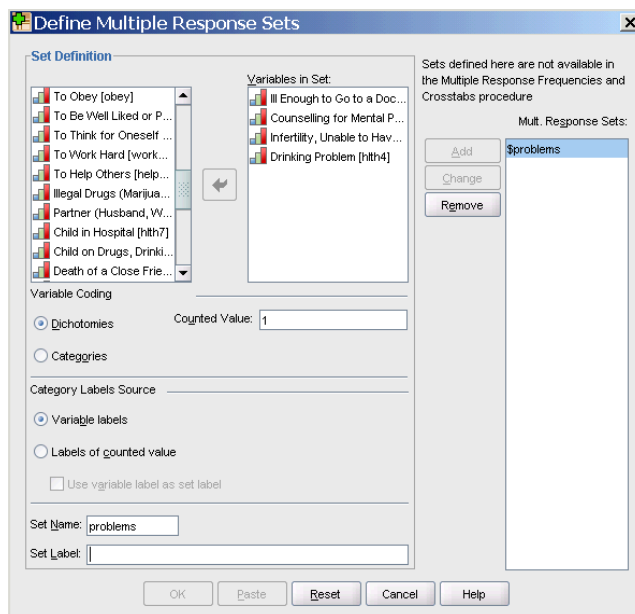 Define Multiple Response Sets
Set Definition
To Obey [obey]
To Be Well Liked or P...
To Think for Oneself ...
To Work Hard [work...
To Help Others [help...
Illegal Drugs (Marijua...
Partner (Husband, W...
Child in Hospital [hlth7]
Child on Drugs, Drinki...
Death of a Close Frie...
Variables in Set:
Ill Enough to Go to a Doc...
Counselling for Mental P...
Infertility, Unable to Hav...
Drinking Problem [hlth4]
Variable Coding
Dichotomies
Counted Value: 1
Categories
Category Labels Source
Variable labels
Labels of counted value
Use variable label as set label
Set Name: problems
Set Label:
Sets defined here are not available in
the Multiple Response Frequencies and
Crosstabs procedure
Mult. Response Sets:
Add
Change
Remove
$problems
OK
Paste
Reset
Cancel
Help